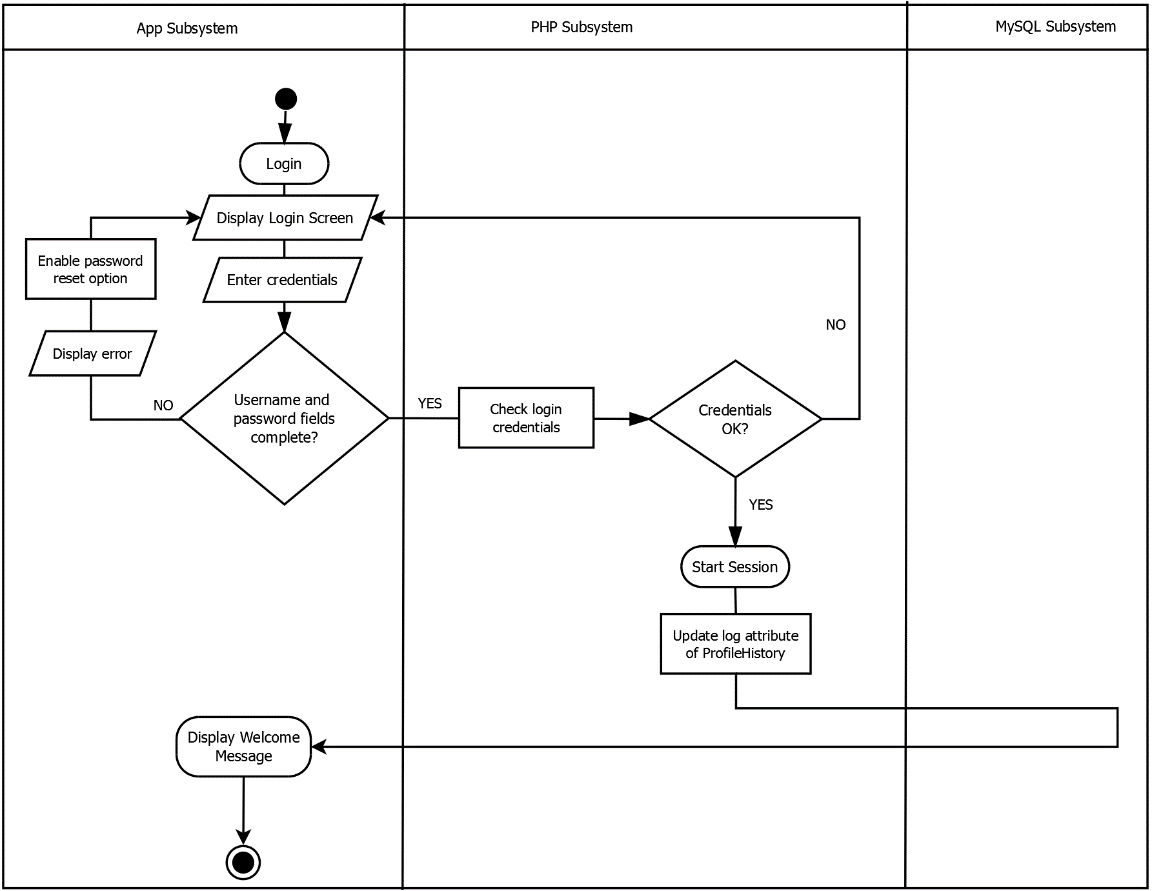 App Subsystem
PHP Subsystem
MySQL Subsystem
Login
Display Login Screen
Enable password
reset option
Enter credentials
NO
Display error
Username and
password fields
complete?
NO
YES
Check login
credentials
Credentials
OK?
YES
Start Session
Update log attribute
of ProfileHistory
Display Welcome
Message